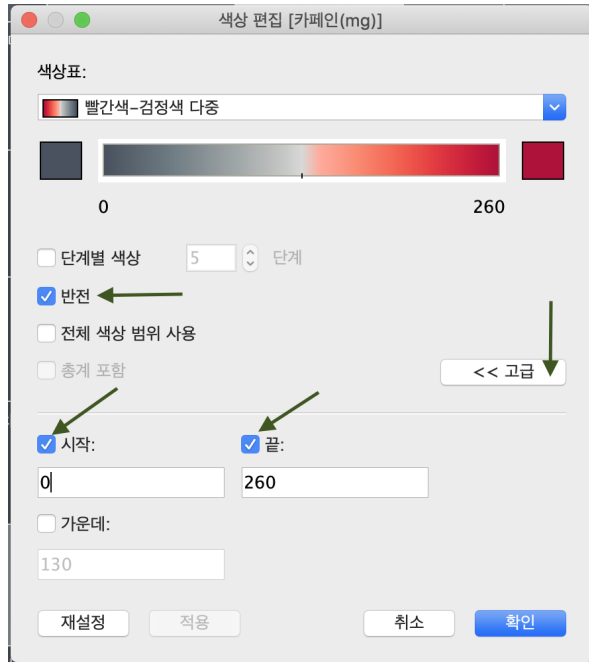 색상 편집 [카페인(mg)]
색상표:
빨간색-검정색 다중
0 260
단계별 색상 5 단계
반전
전체 색상 범위 사용
총계 포함 << 고급
시작: 끝:
0 260
가운데:
130
재설정 적용 취소 확인